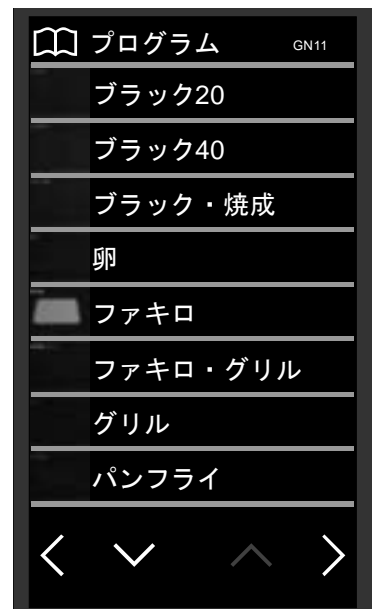 プログラム GN11
ブラック20
ブラック40
ブラック・焼成
卵
ファキロ
ファキロ・グリル
グリル
パンフライ